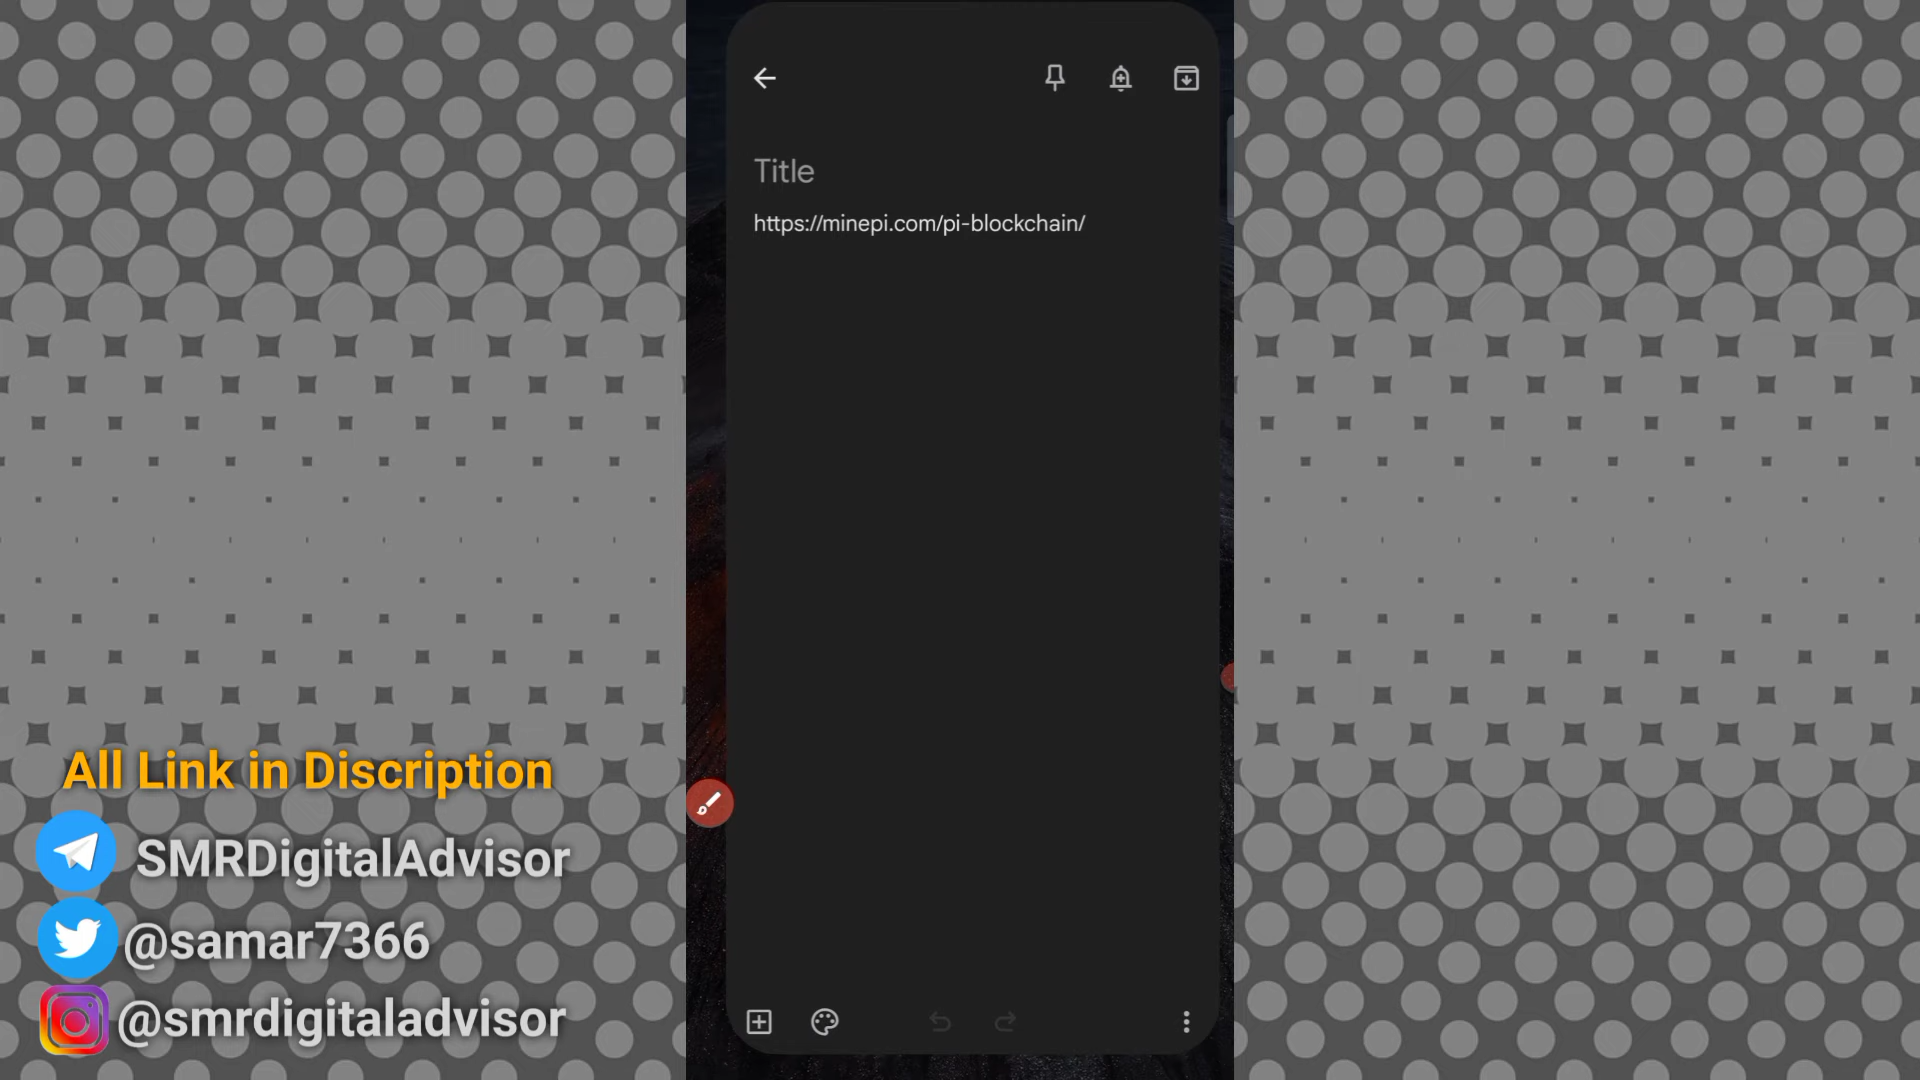 Title
https://minepi.com/pi-blockchain/
All Link in Discription
SMRDigitalAdvisor
@samar7366
@smrdigitaladvisor